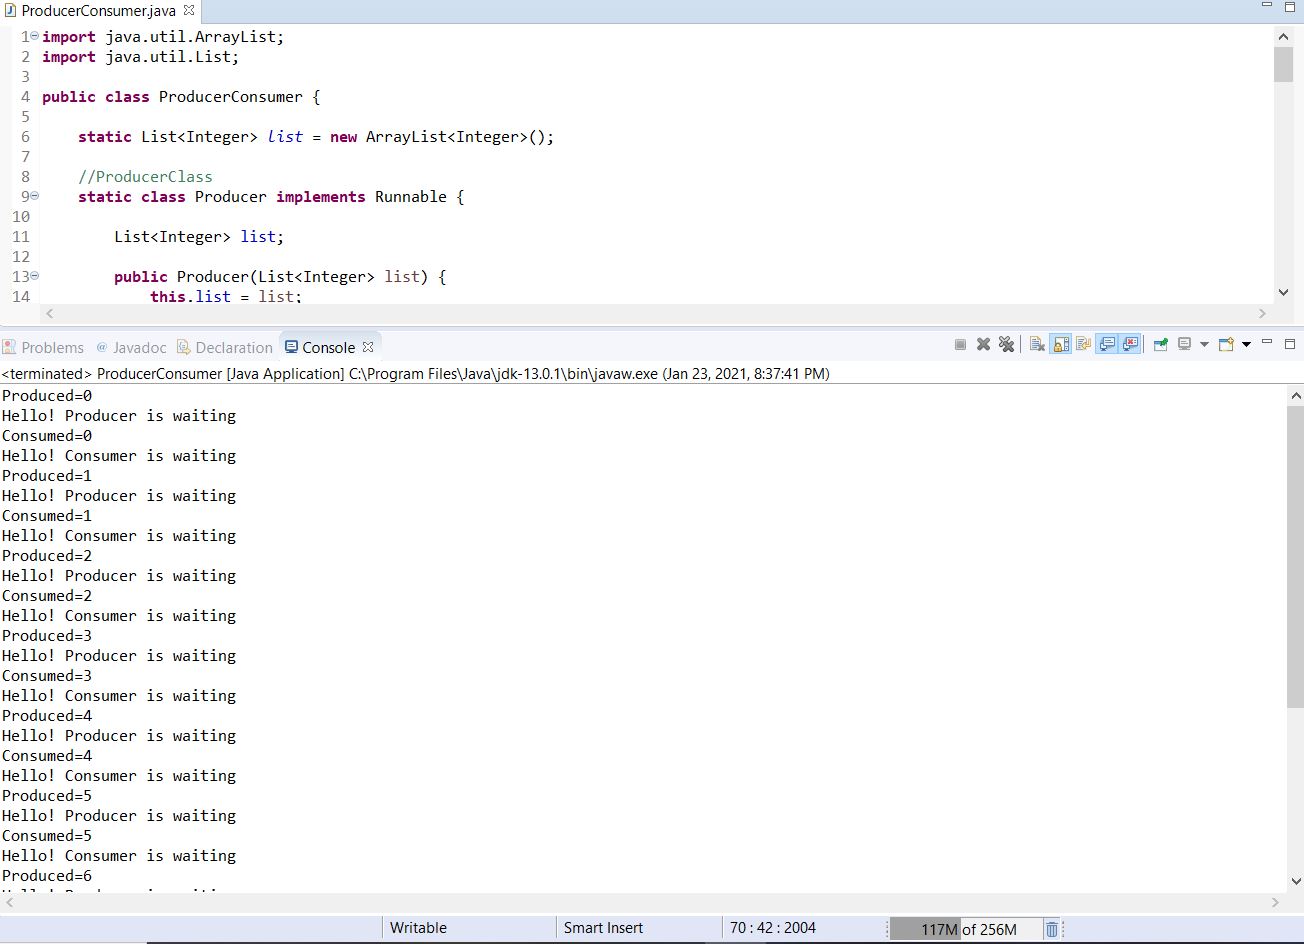 ProducerConsumer.java
1 import java.util.ArrayList;
2 import java.util.List;
3
4 public class ProducerConsumer {
5
6 static List<Integer> list = new ArrayList<Integer>();
7
8 //ProducerClass
9 static class Producer implements Runnable {
10
11 List<Integer> list;
12
13 public Producer(List<Integer> list) {
14 this.list = list;
Problems @ Javadoc Declaration Console
<terminated> ProducerConsumer [Java Application] C:\Program Files\Java\jdk-13.0.1\bin\javaw.exe (Jan 23, 2021, 8:37:41 PM)
Produced=0
Hello! Producer is waiting
Consumed=0
Hello! Consumer is waiting
Produced=1
Hello! Producer is waiting
Consumed=1
Hello! Consumer is waiting
Produced=2
Hello! Producer is waiting
Consumed=2
Hello! Consumer is waiting
Produced=3
Hello! Producer is waiting
Consumed=3
Hello! Consumer is waiting
Produced=4
Hello! Producer is waiting
Consumed=4
Hello! Consumer is waiting
Produced=5
Hello! Producer is waiting
Consumed=5
Hello! Consumer is waiting
Produced=6
Writable Smart Insert 70 : 42 : 2004 117M of 256M